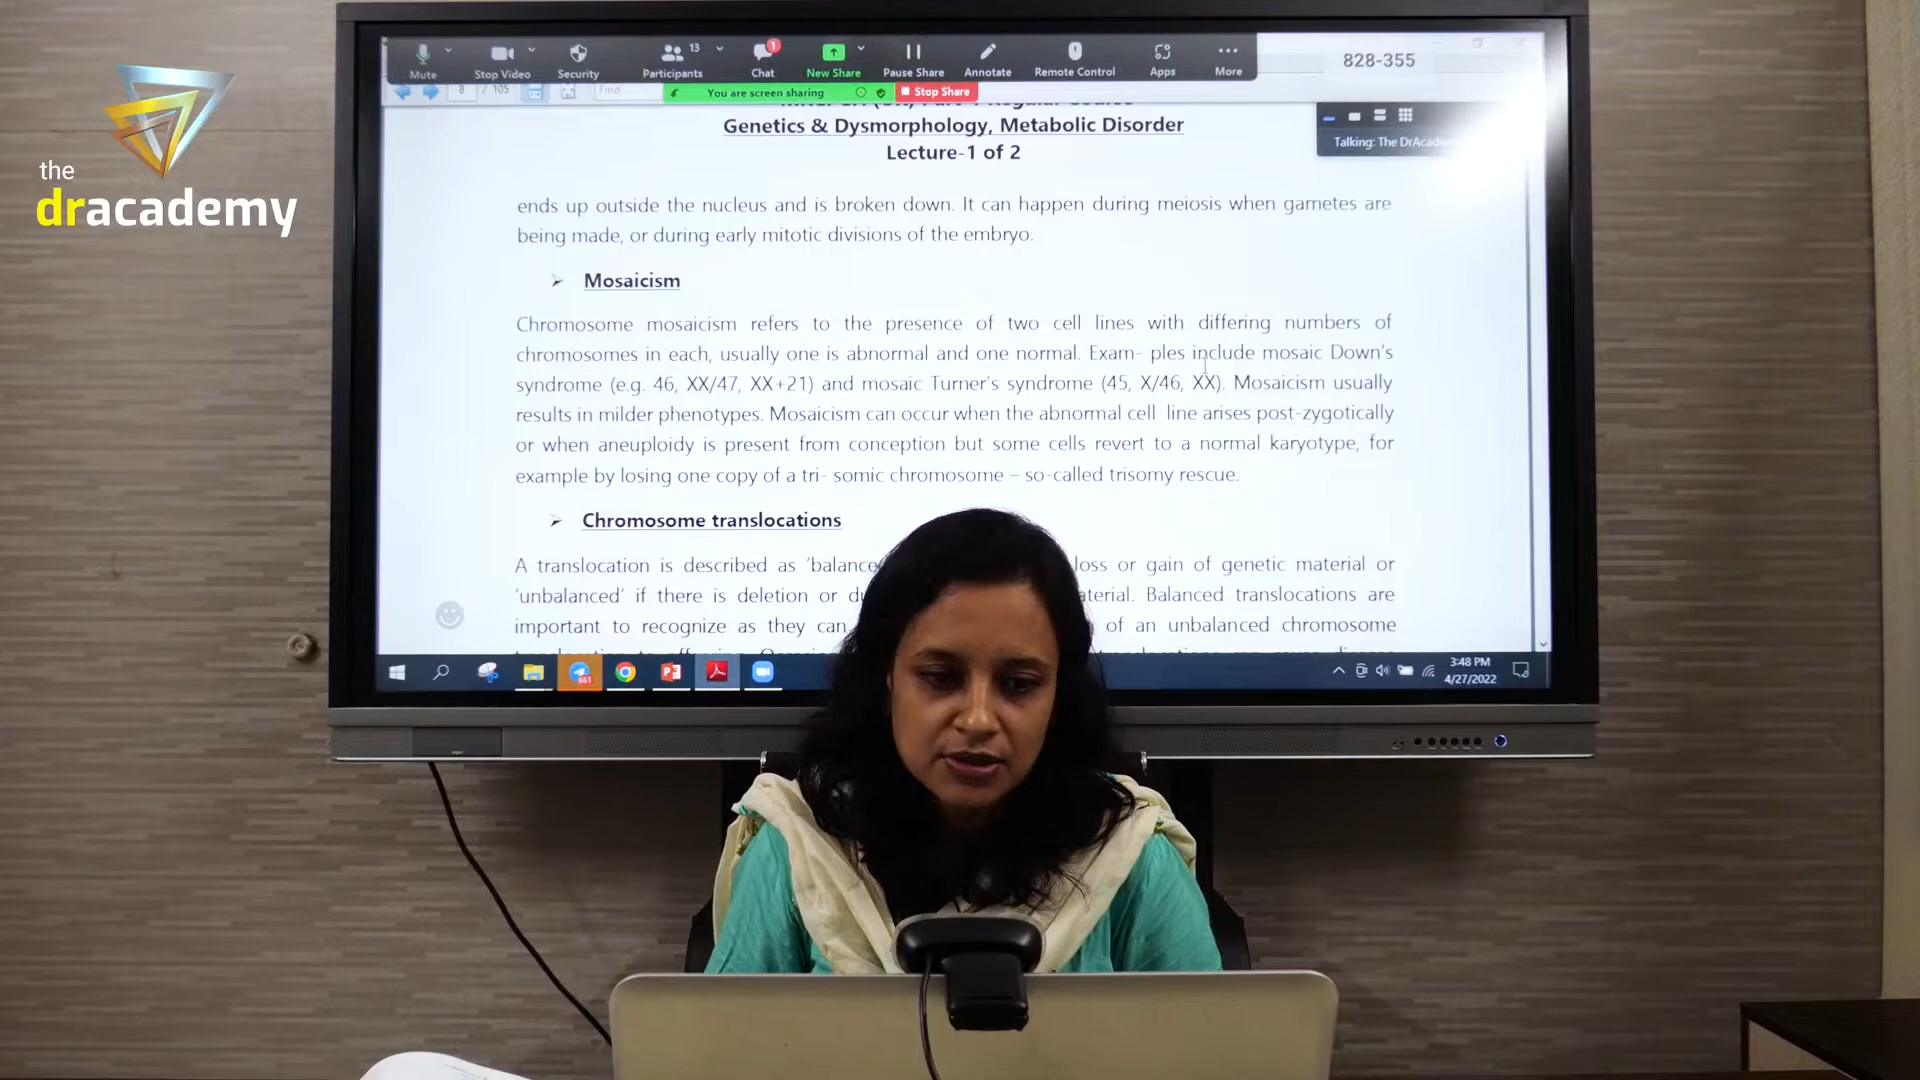 the
dracademy
Mute
Stop Video
Security
13
Participants
1
Chat
New Share
Pause Share
Annotate
Remote Control
Apps
More
828-355
8 / 105
Find
You are screen sharing
Stop Share
Talking: The DrAcade
Genetics & Dysmorphology, Metabolic Disorder
Lecture-1 of 2
ends up outside the nucleus and is broken down. It can happen during meiosis when gametes are
being made, or during early mitotic divisions of the embryo.
➢ Mosaicism
Chromosome mosaicism refers to the presence of two cell lines with differing numbers of
chromosomes in each, usually one is abnormal and one normal. Exam- ples include mosaic Down's
syndrome (e.g. 46, XX/47, XX+21) and mosaic Turner's syndrome (45, X/46, XX). Mosaicism usually
results in milder phenotypes. Mosaicism can occur when the abnormal cell line arises post-zygotically
or when aneuploidy is present from conception but some cells revert to a normal karyotype, for
example by losing one copy of a tri- somic chromosome – so-called trisomy rescue.
➢ Chromosome translocations
A translocation is described as 'balance loss or gain of genetic material or
'unbalanced' if there is deletion or du aterial. Balanced translocations are
important to recognize as they can of an unbalanced chromosome
661
3:48 PM
4/27/2022